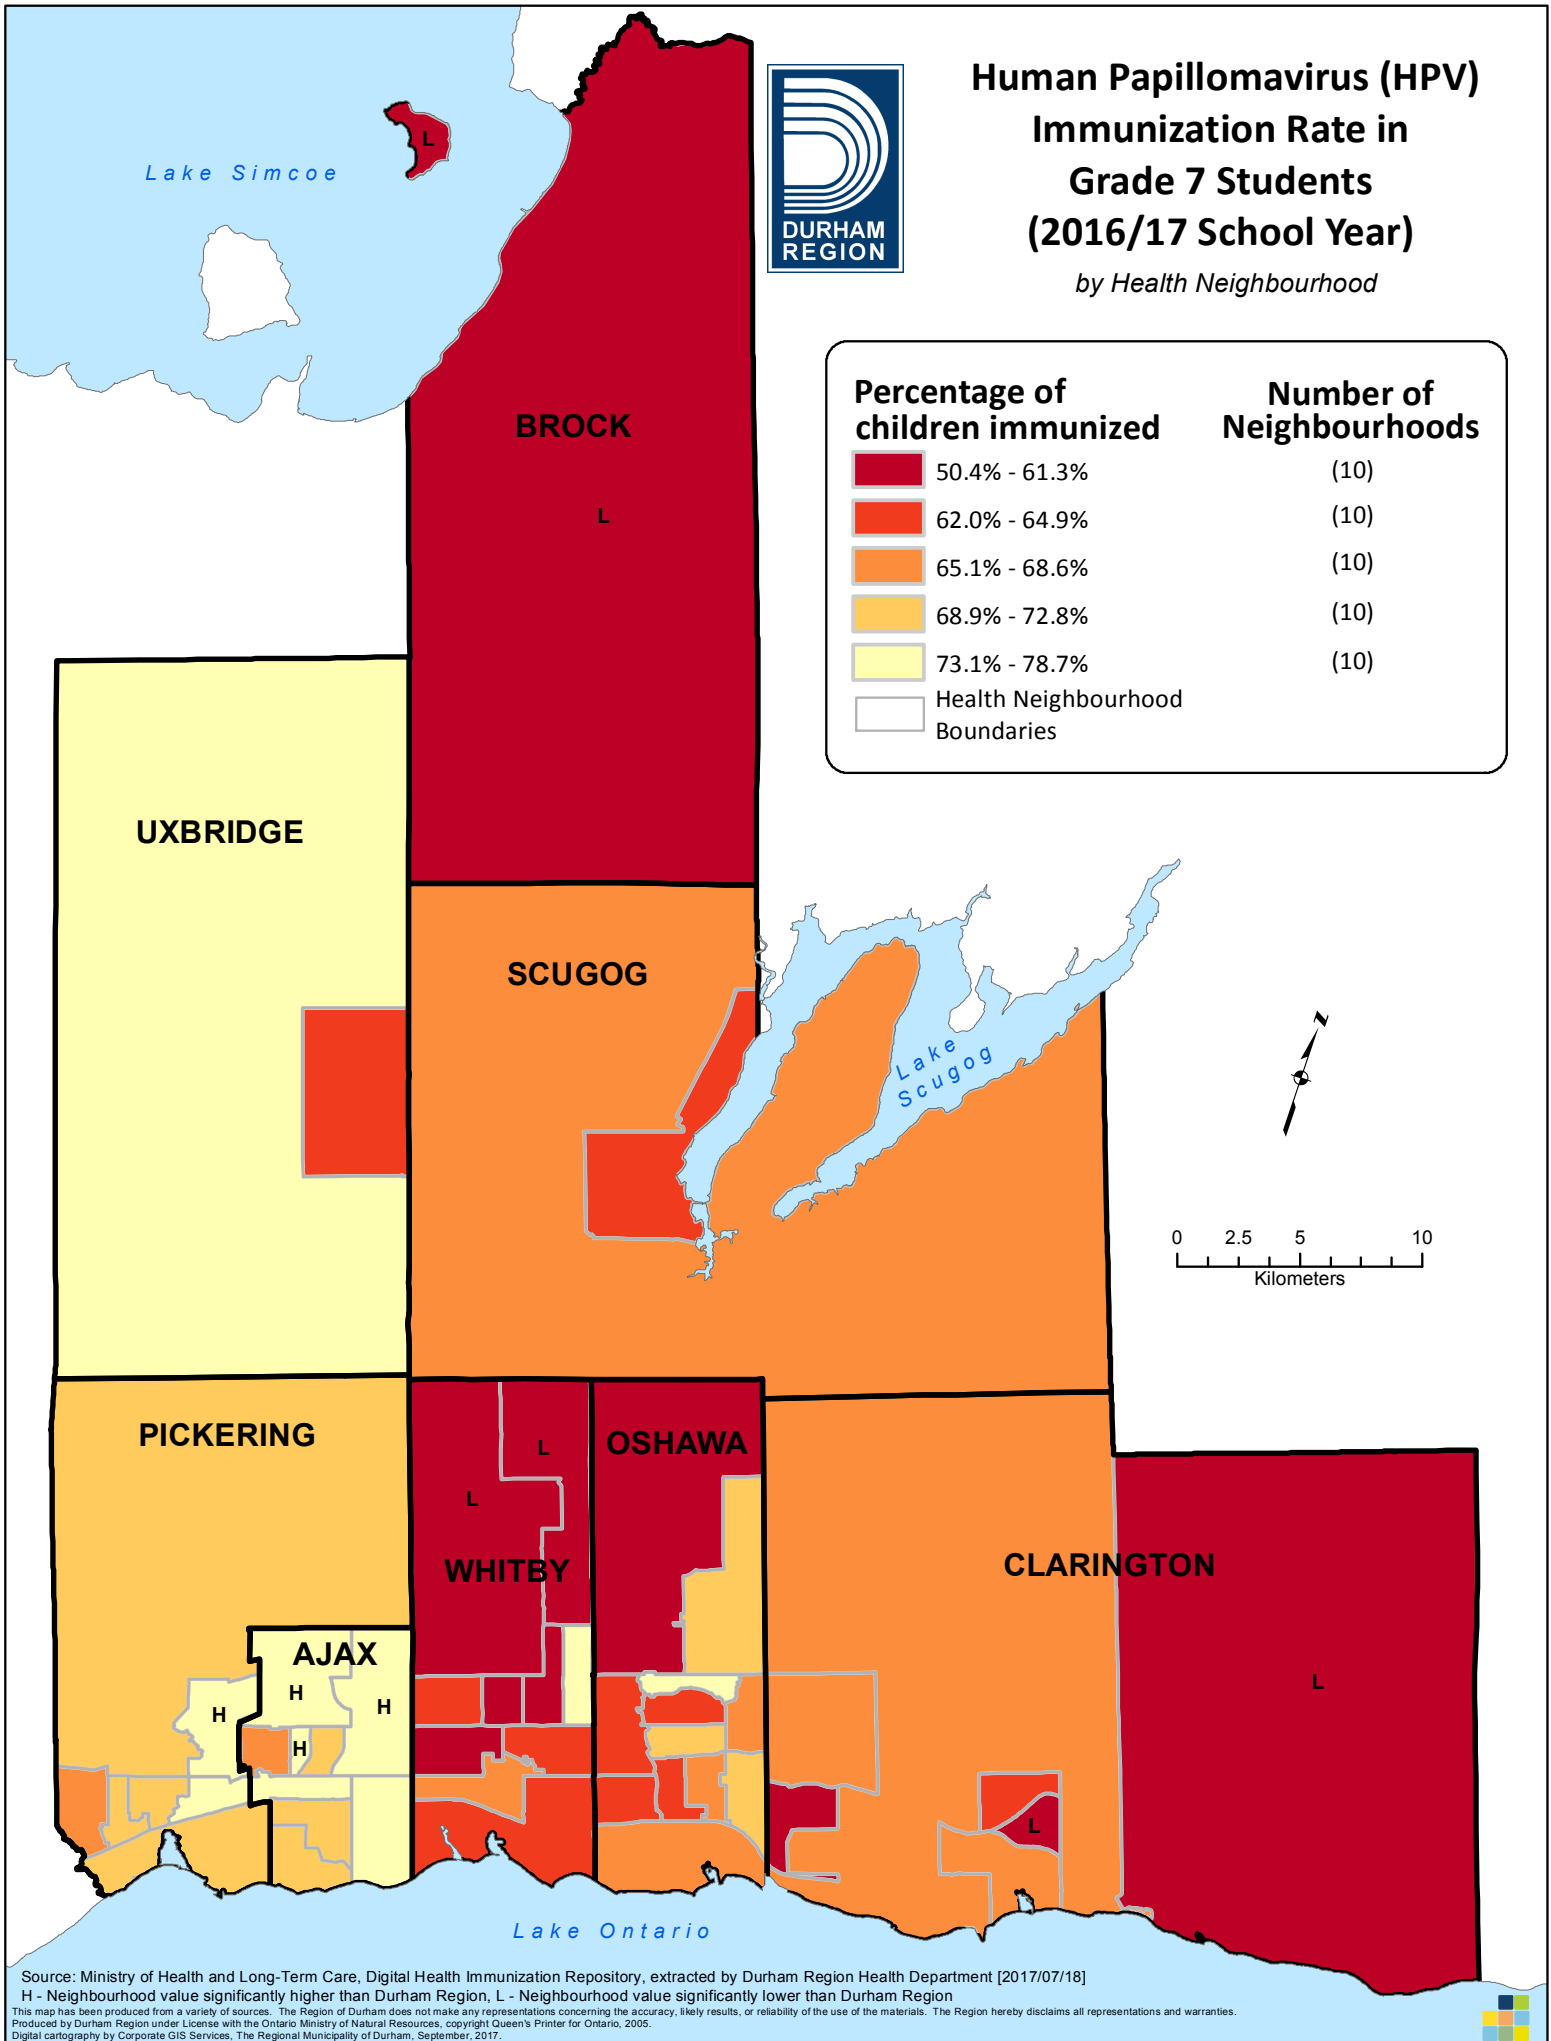 Human Papillomavirus (HPV)
Immunization Rate in
Grade 7 Students
(2016/17 School Year)
by Health Neighbourhood
DURHAM
REGION
Percentage of
children immunized
Number of
Neighbourhoods
50.4% - 61.3% (10)
62.0% - 64.9% (10)
65.1% - 68.6% (10)
68.9% - 72.8% (10)
73.1% - 78.7% (10)
Health Neighbourhood
Boundaries
L
Lake Simcoe
BROCK
L
UXBRIDGE
SCUGOG
Lake
Scugog
N
0 2.5 5 10
Kilometers
PICKERING
L
OSHAWA
L
WHITBY
CLARINGTON
AJAX
H
H
H
H
L
L
Lake Ontario
Source: Ministry of Health and Long-Term Care, Digital Health Immunization Repository, extracted by Durham Region Health Department [2017/07/18]
H - Neighbourhood value significantly higher than Durham Region, L - Neighbourhood value significantly lower than Durham Region
This map has been produced from a variety of sources. The Region of Durham does not make any representations concerning the accuracy, likely results, or reliability of the use of the materials. The Region hereby disclaims all representations and warranties.
Produced by Durham Region under License with the Ontario Ministry of Natural Resources, copyright Queen's Printer for Ontario, 2005.
Digital cartography by Corporate GIS Services, The Regional Municipality of Durham, September, 2017.